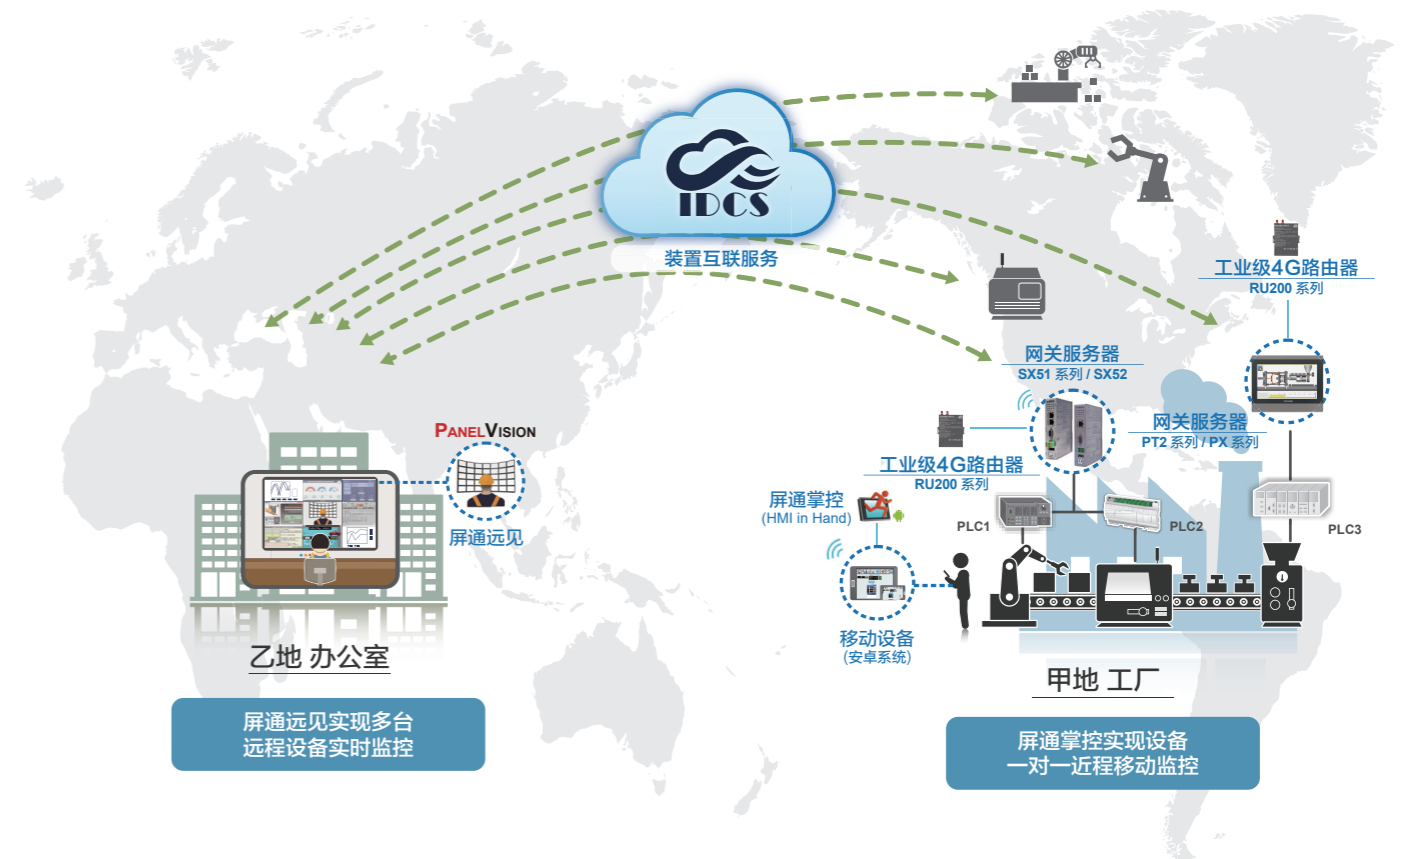 IDCS
装置互联服务
工业级4G路由器
RU200 系列
网关服务器
SX51 系列 / SX52
网关服务器
PT2 系列 / PX 系列
PANELVISION
屏通远见
工业级4G路由器
RU200 系列
屏通掌控
(HMI in Hand)
PLC1
PLC2
PLC3
移动设备
(安卓系统)
乙地 办公室
甲地 工厂
屏通远见实现多台
远程设备实时监控
屏通掌控实现设备
一对一近程移动监控